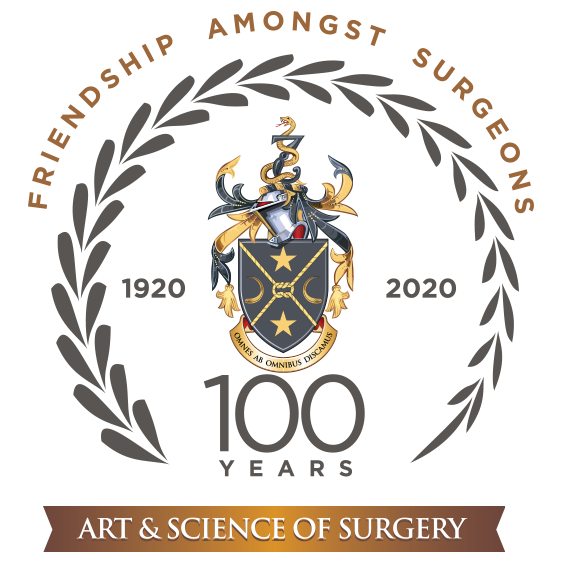 FRIENDSHIP AMONGST SURGEONS
1920
2020
OMNES AB OMNIBUS DISCAMUS
100
YEARS
ART & SCIENCE OF SURGERY